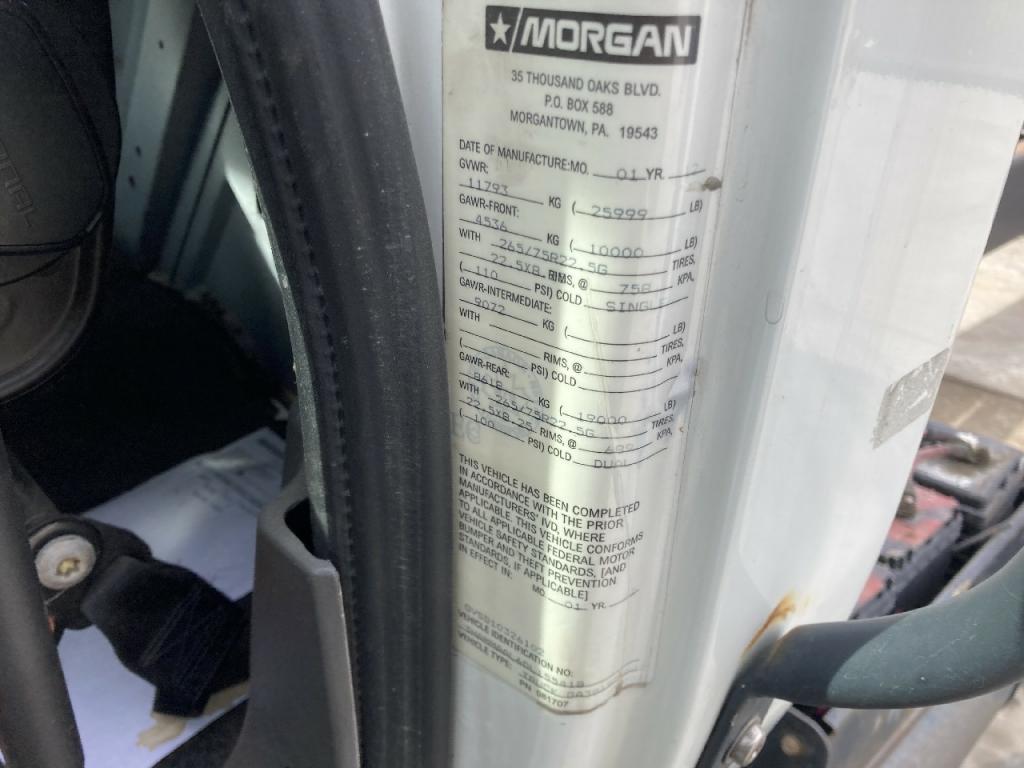 MORGAN
35 THOUSAND OAKS BLVD.
P.O. BOX 588
MORGANTOWN, PA. 19543
DATE OF MANUFACTURE: MO. 01 YR.
GVWR:
11793 KG ( 25999 LB)
GAWR-FRONT:
4536 KG ( 10000 LB)
WITH 265/75R22.5G TIRES,
22.5X8. RIMS, @ 758 KPA,
( 110 PSI) COLD SINGLE
GAWR-INTERMEDIATE:
9072 KG ( LB)
WITH TIRES,
RIMS, @ KPA,
( PSI) COLD
GAWR-REAR:
8618 KG ( 19000 LB)
WITH 265/75R22.5G TIRES,
22.5X8.25 RIMS, @ 689 KPA,
( 100 PSI) COLD DUAL
THIS VEHICLE HAS BEEN COMPLETED
IN ACCORDANCE WITH THE PRIOR
MANUFACTURERS' IVD, WHERE
APPLICABLE. THIS VEHICLE CONFORMS
TO ALL APPLICABLE FEDERAL MOTOR
VEHICLE SAFETY STANDARDS, [AND
BUMPER AND THEFT PREVENTION
STANDARDS, IF APPLICABLE]
IN EFFECT IN:
MO. 01 YR.
VEHICLE IDENTIFICATION NO:
VEHICLE TYPE: TRUCK
PN 081707